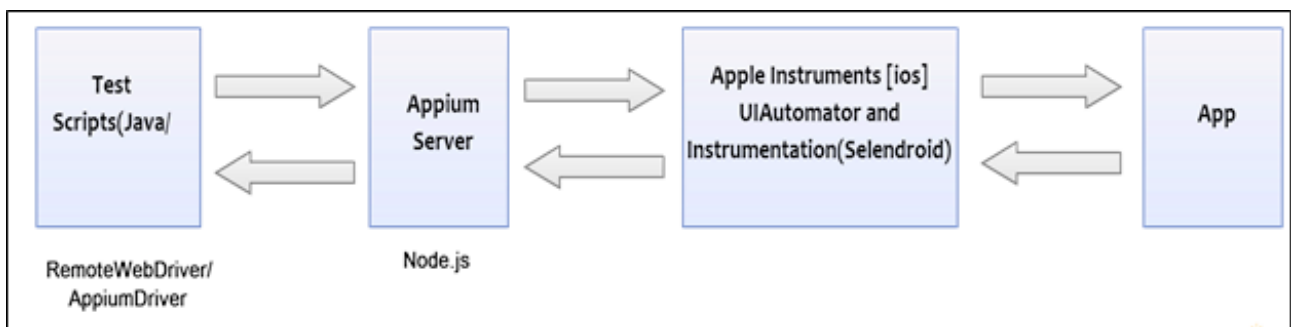 Test
Scripts(Java/
Appium
Server
Apple Instruments [ios]
UIAutomator and
Instrumentation(Selendroid)
App
RemoteWebDriver/
AppiumDriver
Node.js